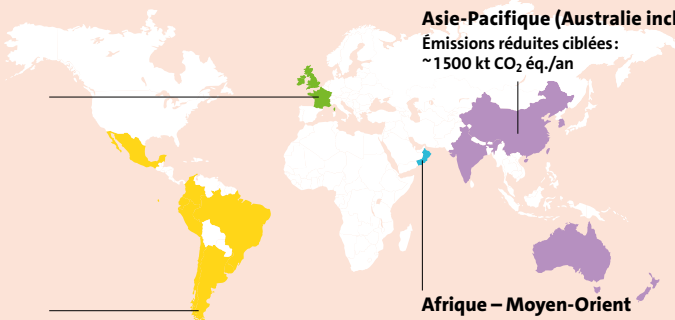 Asie-Pacifique (Australie incl
Émissions réduites ciblées :
~ 1500 kt CO₂ éq./an
Afrique – Moyen-Orient